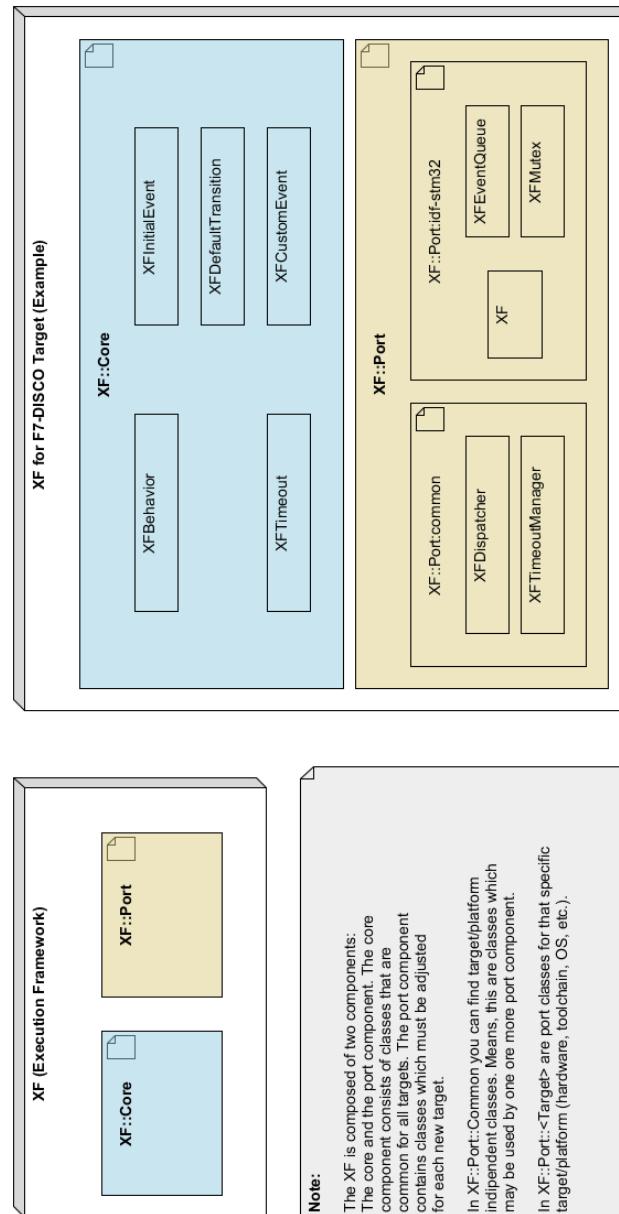 XF (Execution Framework)
XF::Core
XF::Port
Note:
The XF is composed of two components:
The core and the port component. The core
component consists of classes that are
common for all targets. The port component
contains classes which must be adjusted
for each new target.
In XF::Port::Common you can find target/platform
indipendent classes. Means, this are classes which
may be used by one ore more port component.
In XF::Port::<Target> are port classes for that specific
target/platform (hardware, toolchain, OS, etc.).
XF for F7-DISCO Target (Example)
XF::Core
XFBehavior
XFInitialEvent
XFDefaultTransition
XFTimeout
XFCustomEvent
XF::Port
XF::Port:common
XFDispatcher
XFTimeoutManager
XF::Port:idf-stm32
XF
XFEventQueue
XFMutex